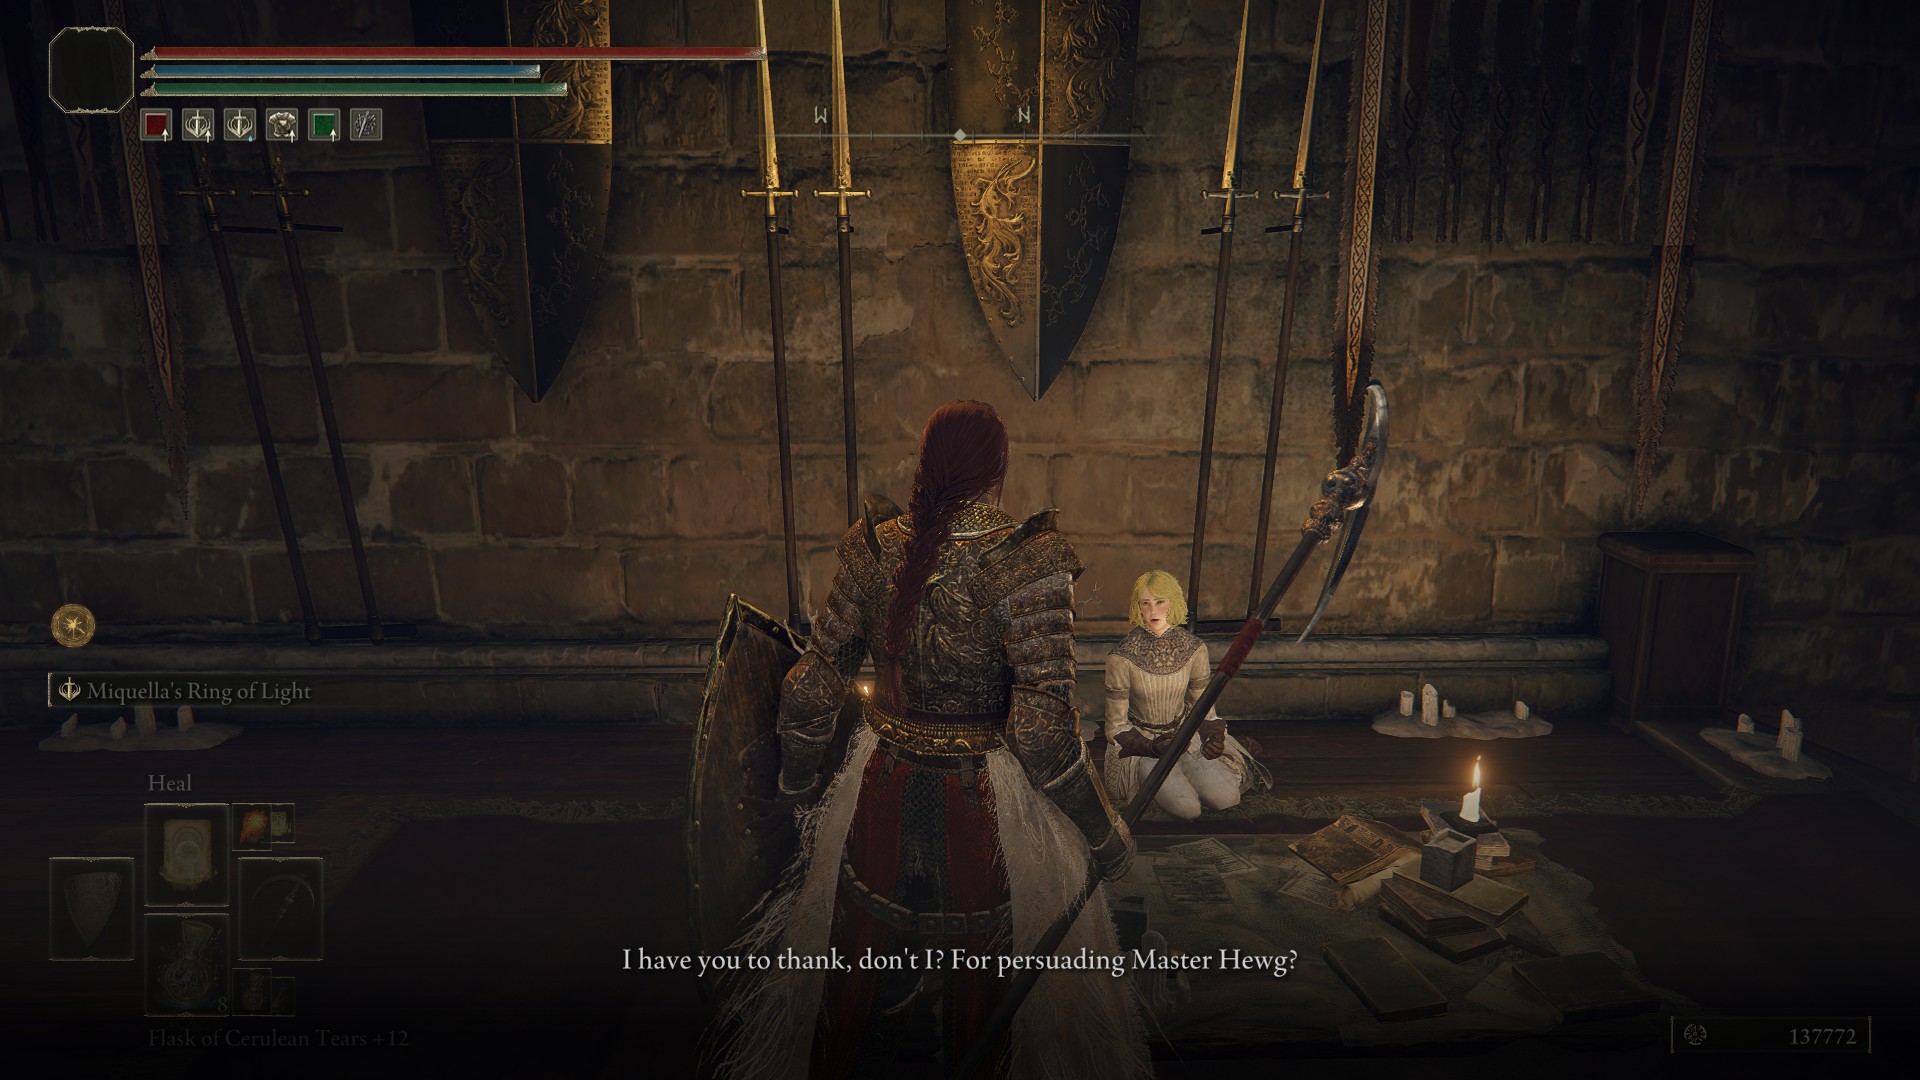 W
N
Miquella's Ring of Light
Heal
8
Flask of Cerulean Tears +12
I have you to thank, don't I? For persuading Master Hewg?
137772